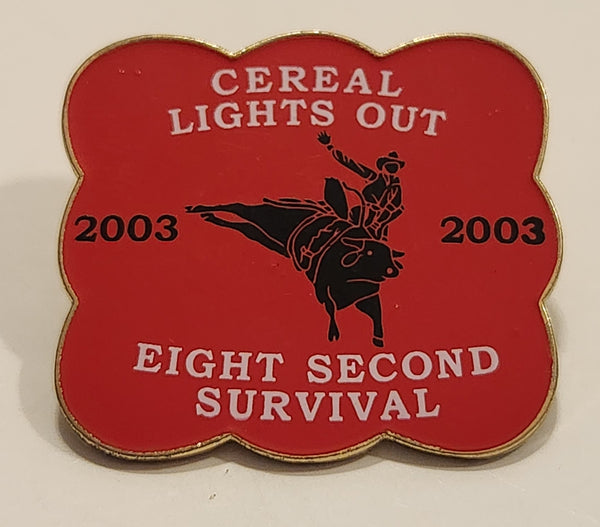 CEREAL
LIGHTS OUT
2003 2003
EIGHT SECOND
SURVIVAL